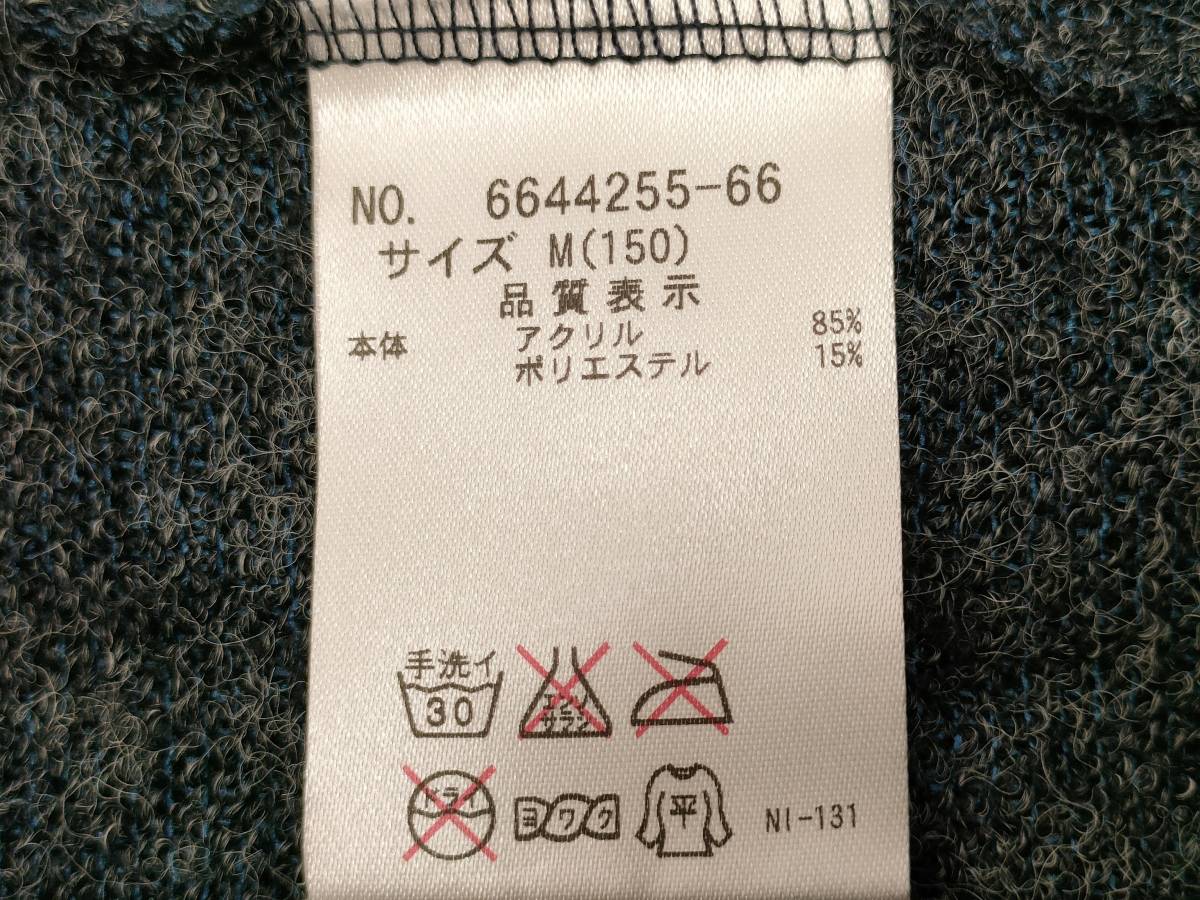 NO. 6644255-66
サイズ M(150)
品質表示
本体 アクリル 85%
ポリエステル 15%
手洗イ
30
エンソ
サラシ
ドライ
ヨワク
平
NI-131